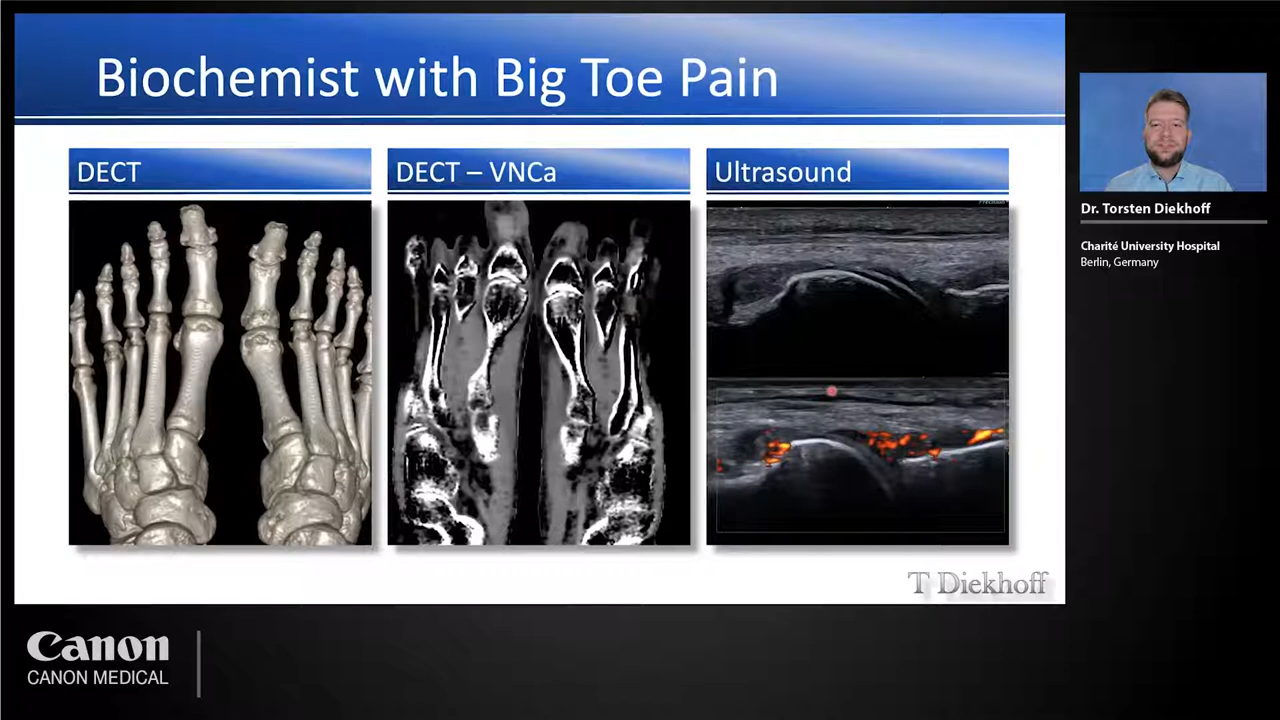 Biochemist with Big Toe Pain
DECT
DECT – VNCa
Ultrasound
Precision
T Diekhoff
Dr. Torsten Diekhoff
Charité University Hospital
Berlin, Germany
Canon
CANON MEDICAL